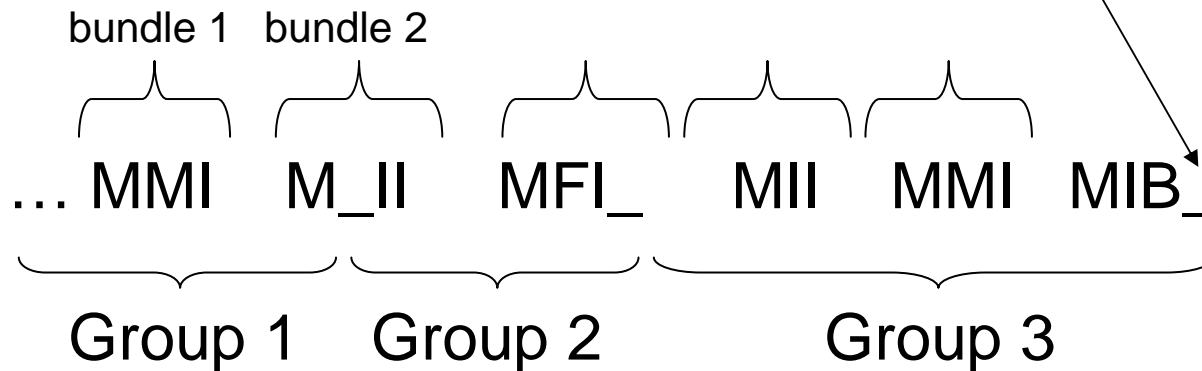 bundle 1 bundle 2
... MMI M_II MFI_ MII MMI MIB_
Group 1 Group 2 Group 3